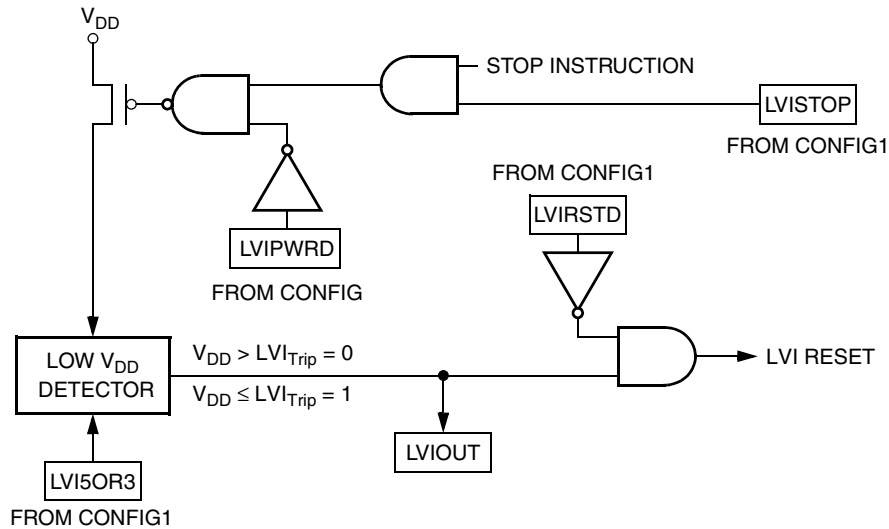 VDD
STOP INSTRUCTION
LVISTOP
FROM CONFIG1
FROM CONFIG1
LVIRSTD
LVIPWRD
FROM CONFIG
LOW VDD
DETECTOR
VDD > LVITrip = 0
VDD ≤ LVITrip = 1
LVI RESET
LVIOUT
LVI5OR3
FROM CONFIG1